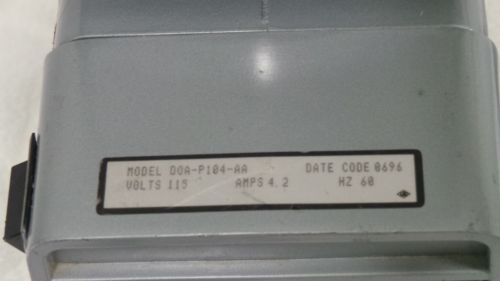 MODEL DOA-P104-AA DATE CODE 0696
VOLTS 115 AMPS 4.2 HZ 60